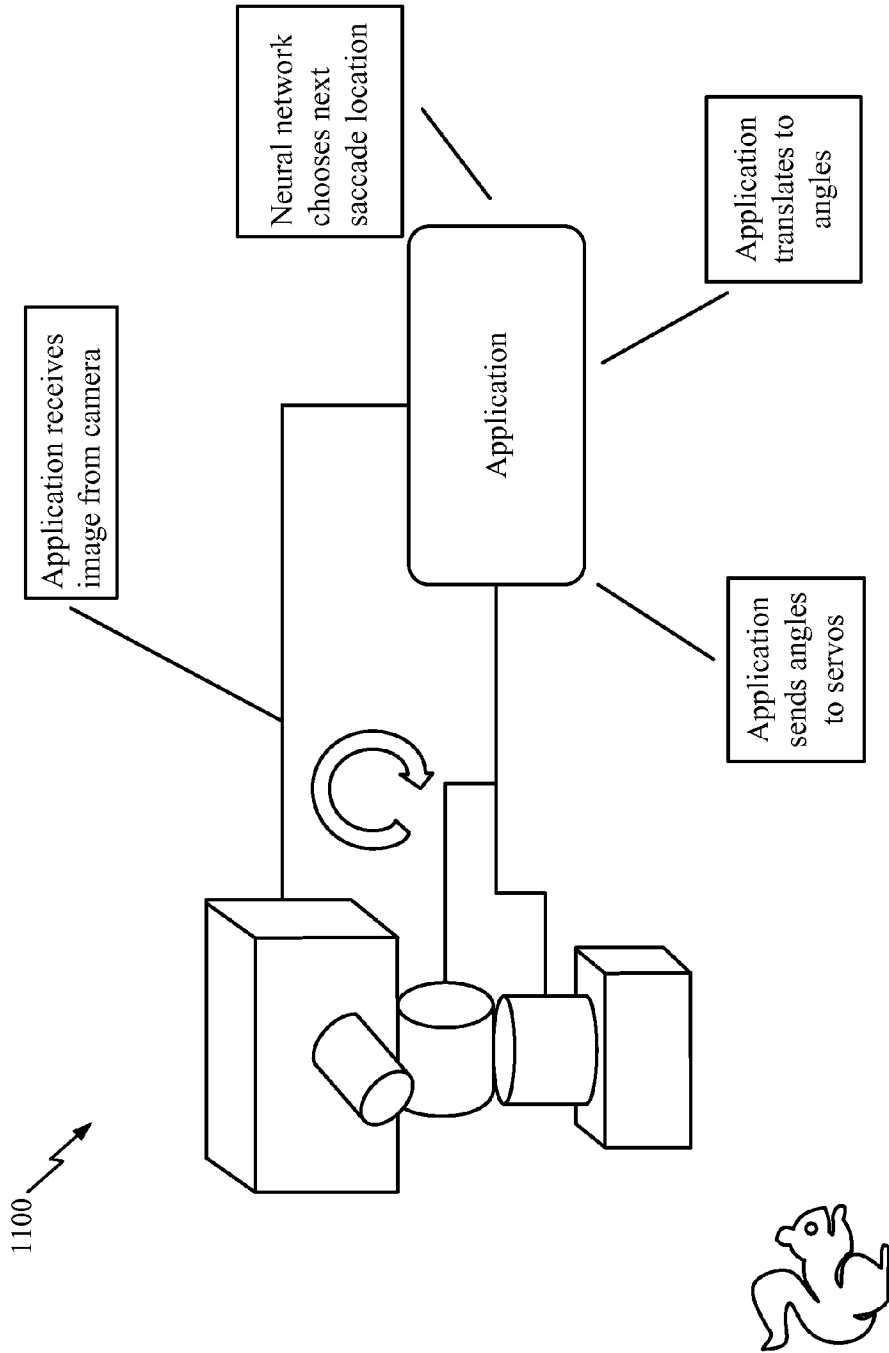 1100
Application receives
image from camera
Neural network
chooses next
saccade location
Application
Application
sends angles
to servos
Application
translates to
angles